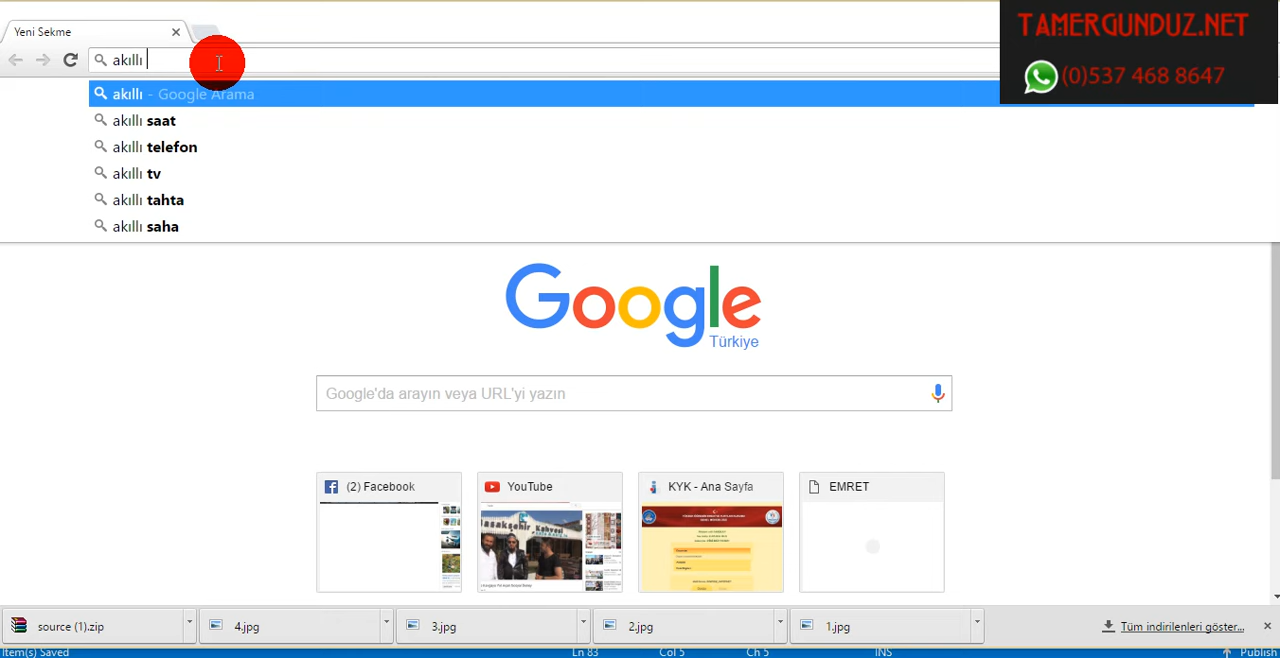 Yeni Sekme
TAMERGUNDUZ.NET
(0)537 468 8647
akıllı
akıllı - Google Arama
akıllı saat
akıllı telefon
akıllı tv
akıllı tahta
akıllı saha
Google
Türkiye
Google'da arayın veya URL'yi yazın
(2) Facebook
YouTube
KYK - Ana Sayfa
EMRET
source (1).zip
4.jpg
3.jpg
2.jpg
1.jpg
Tüm indirilenleri göster...
Item(s) Saved
Ln 83
Col 5
Ch 5
INS
Publish